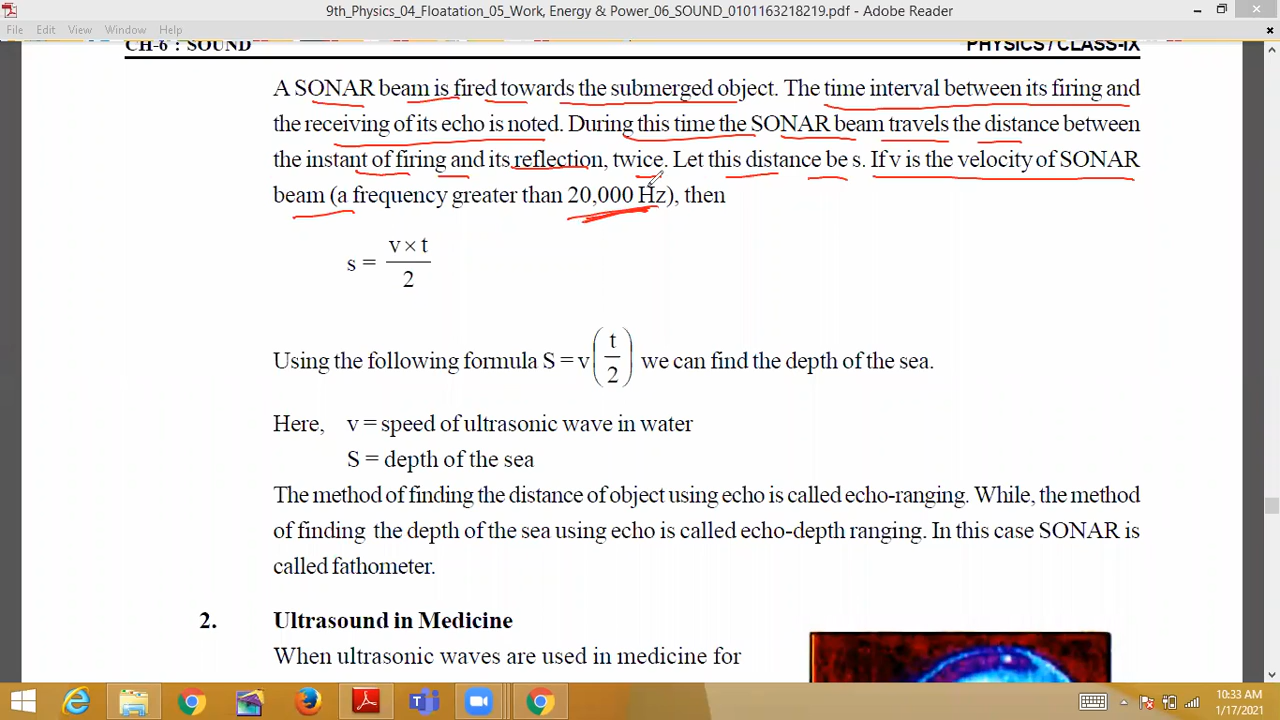 9th_Physics_04_Floatation_05_Work, Energy & Power_06_SOUND_0101163218219.pdf - Adobe Reader
File Edit View Window Help
CH-6 : SOUND PHYSICS / CLASS-IX
A SONAR beam is fired towards the submerged object. The time interval between its firing and
the receiving of its echo is noted. During this time the SONAR beam travels the distance between
the instant of firing and its reflection, twice. Let this distance be s. If v is the velocity of SONAR
beam (a frequency greater than 20,000 Hz), then
s = v × t / 2
Using the following formula S = v(t/2) we can find the depth of the sea.
Here, v = speed of ultrasonic wave in water
S = depth of the sea
The method of finding the distance of object using echo is called echo-ranging. While, the method
of finding the depth of the sea using echo is called echo-depth ranging. In this case SONAR is
called fathometer.
2. Ultrasound in Medicine
When ultrasonic waves are used in medicine for
10:33 AM
1/17/2021